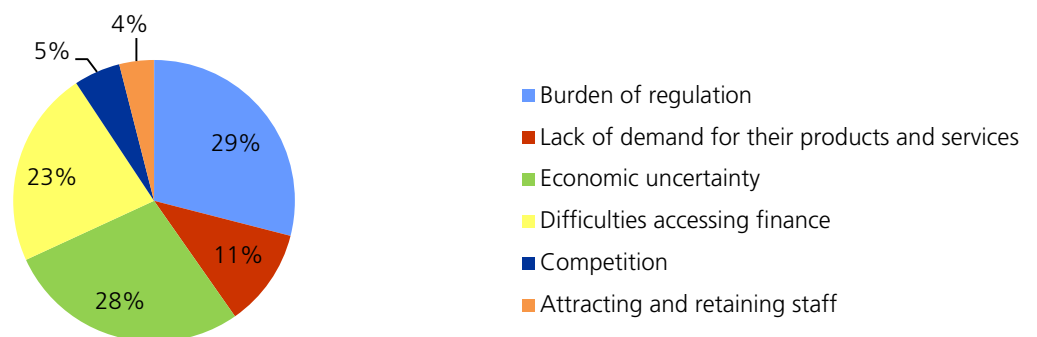 4%
5%
29%
23%
11%
28%
Burden of regulation
Lack of demand for their products and services
Economic uncertainty
Difficulties accessing finance
Competition
Attracting and retaining staff